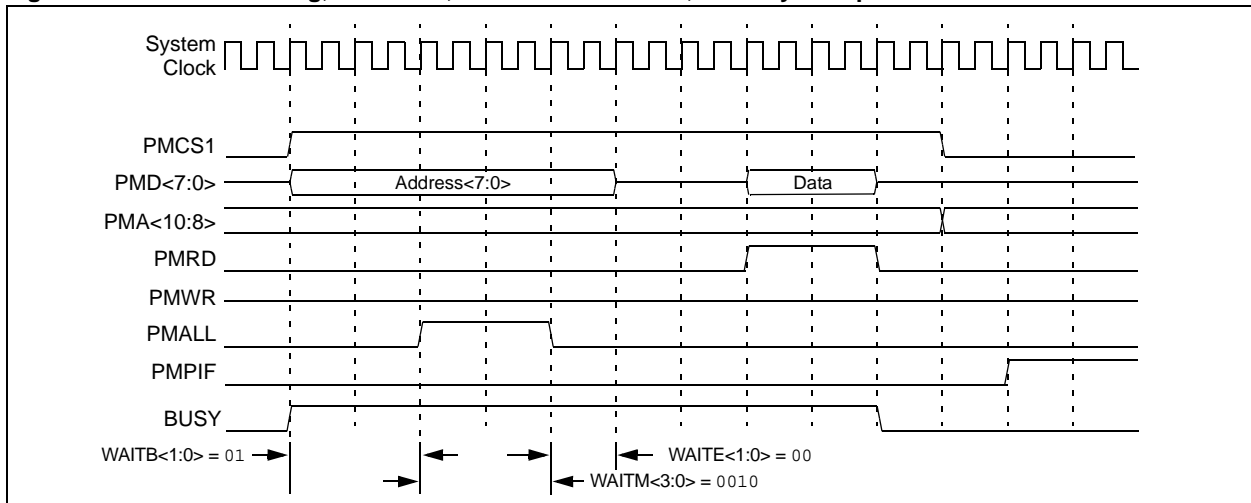 System
Clock
PMCS1
PMD<7:0>
Address<7:0>
Data
PMA<10:8>
PMRD
PMWR
PMALL
PMPIF
BUSY
WAITB<1:0> = 01
WAITE<1:0> = 00
WAITM<3:0> = 0010